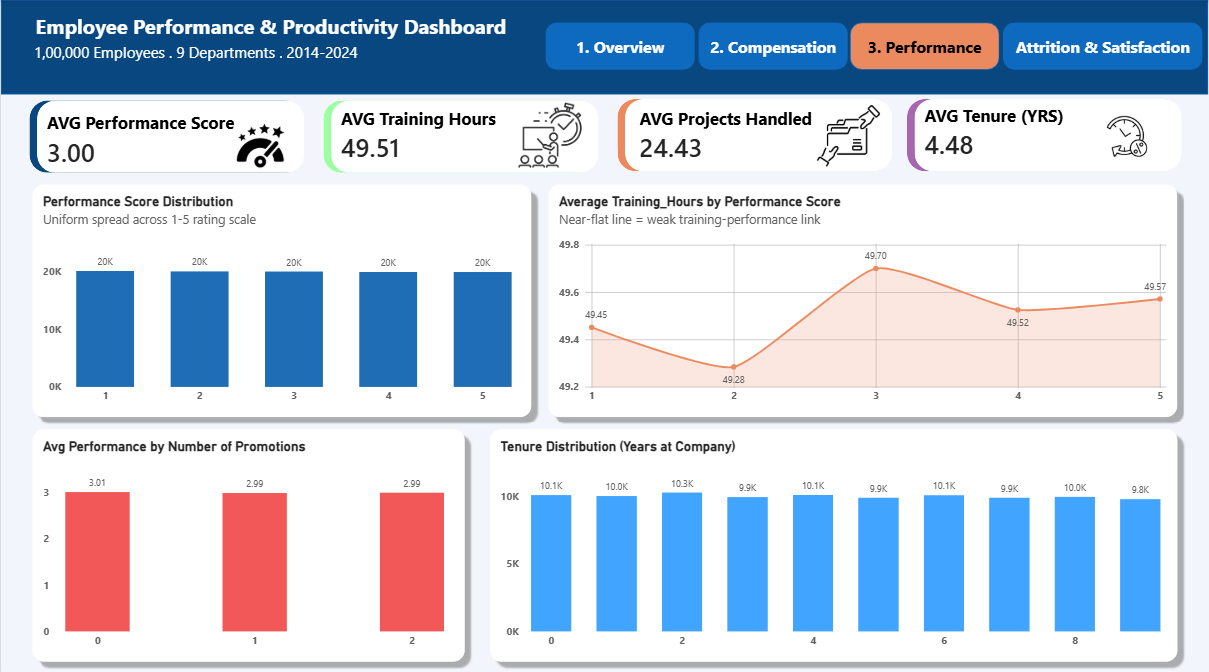 Employee Performance & Productivity Dashboard
1,00,000 Employees . 9 Departments . 2014-2024
1. Overview
2. Compensation
3. Performance
Attrition & Satisfaction
AVG Performance Score
3.00
AVG Training Hours
49.51
AVG Projects Handled
24.43
AVG Tenure (YRS)
4.48
Performance Score Distribution
Uniform spread across 1-5 rating scale
20K 20K 20K 20K 20K
20K
10K
0K
1 2 3 4 5
Average Training_Hours by Performance Score
Near-flat line = weak training-performance link
49.8
49.6
49.4
49.2
49.45
49.28
49.70
49.52
49.57
1 2 3 4 5
Avg Performance by Number of Promotions
3.01 2.99 2.99
3
2
1
0
0 1 2
Tenure Distribution (Years at Company)
10.1K 10.0K 10.3K 9.9K 10.1K 9.9K 10.1K 9.9K 10.0K 9.8K
10K
5K
0K
0 2 4 6 8